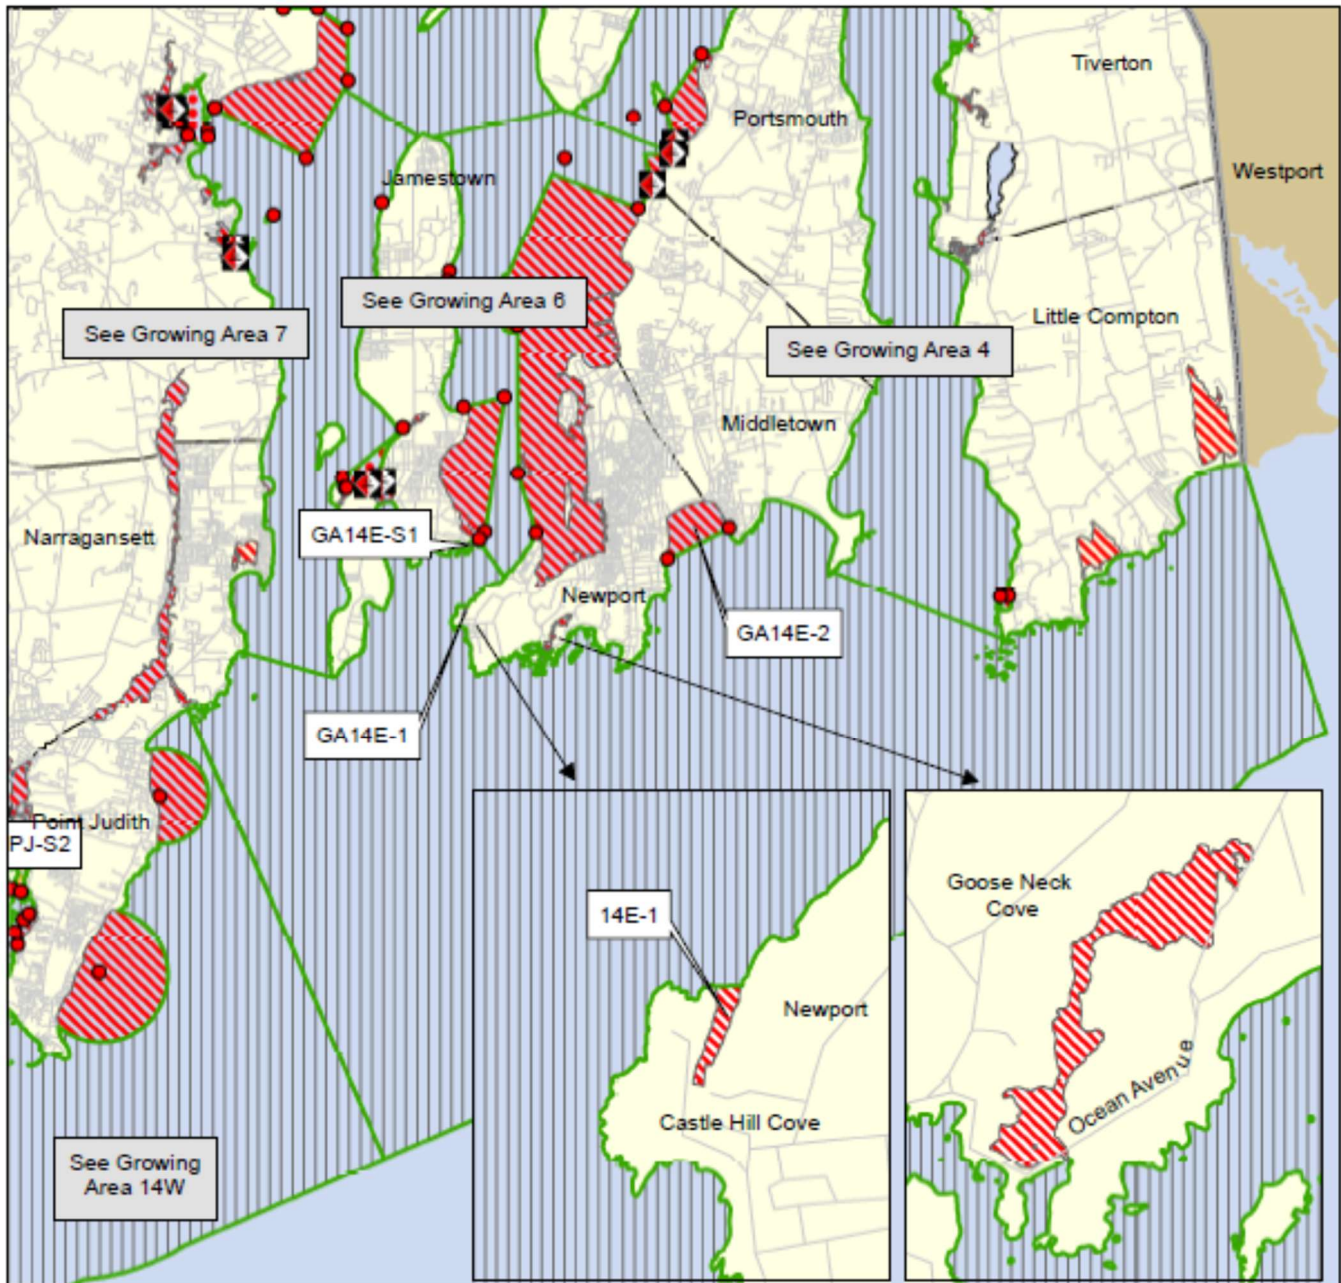 Tiverton
Portsmouth
Westport
Jamestown
See Growing Area 6
Little Compton
See Growing Area 7
See Growing Area 4
Middletown
Narragansett
GA14E-S1
Newport
GA14E-2
GA14E-1
Point Judith
PJ-S2
Goose Neck
Cove
14E-1
Newport
Ocean Avenue
Castle Hill Cove
See Growing
Area 14W